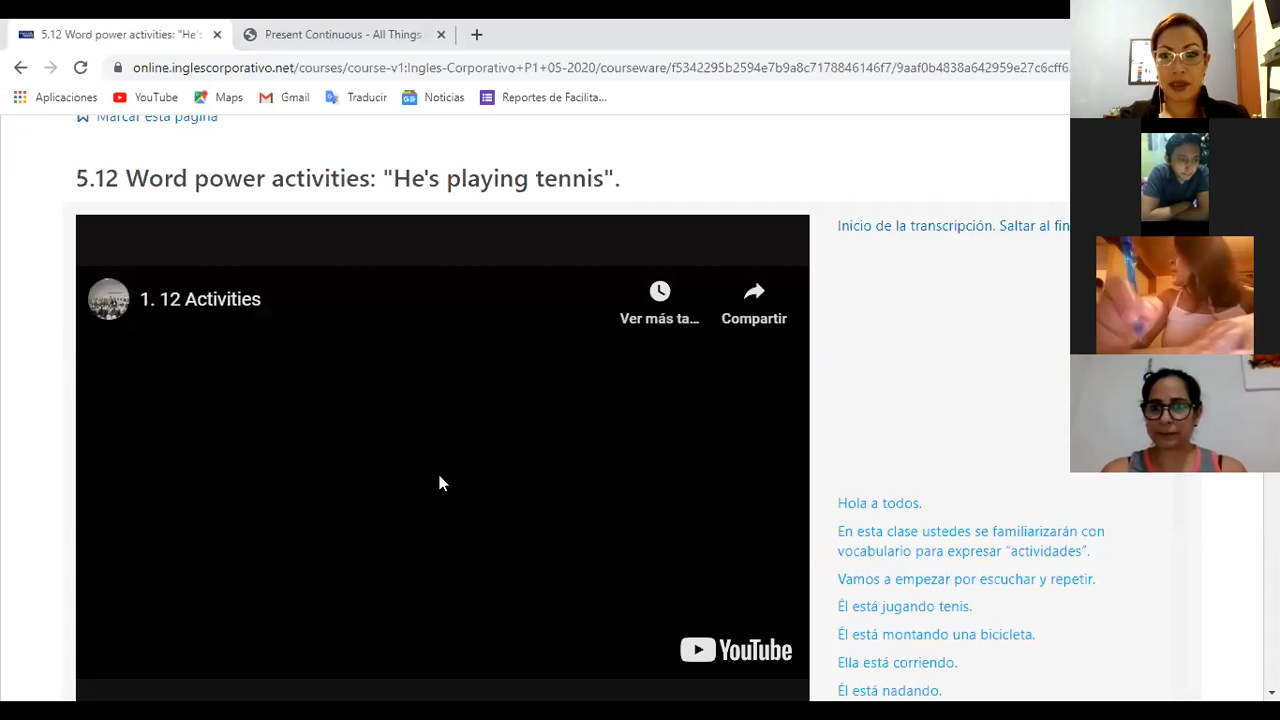 5.12 Word power activities: "He's
Present Continuous - All Things
online.inglescorporativo.net/courses/course-v1:Ingles-Corporativo+P1+05-2020/courseware/f5342295b2594e7b9a8c7178846146f7/9aaf0b4838a642959e27c6cff6
Aplicaciones YouTube Maps Gmail Traducir Noticias Reportes de Facilita...
Marcar esta página
5.12 Word power activities: "He's playing tennis".
1. 12 Activities
Ver más ta...
Compartir
YouTube
Inicio de la transcripción. Saltar al fin
Hola a todos.
En esta clase ustedes se familiarizarán con
vocabulario para expresar "actividades".
Vamos a empezar por escuchar y repetir.
Él está jugando tenis.
Él está montando una bicicleta.
Ella está corriendo.
Él está nadando.